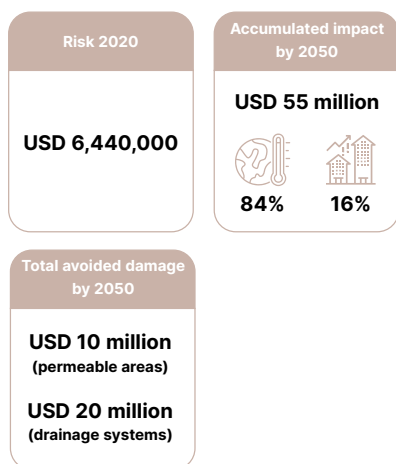 Risk 2020
USD 6,440,000
Accumulated impact
by 2050
USD 55 million
84% 16%
Total avoided damage
by 2050
USD 10 million
(permeable areas)
USD 20 million
(drainage systems)